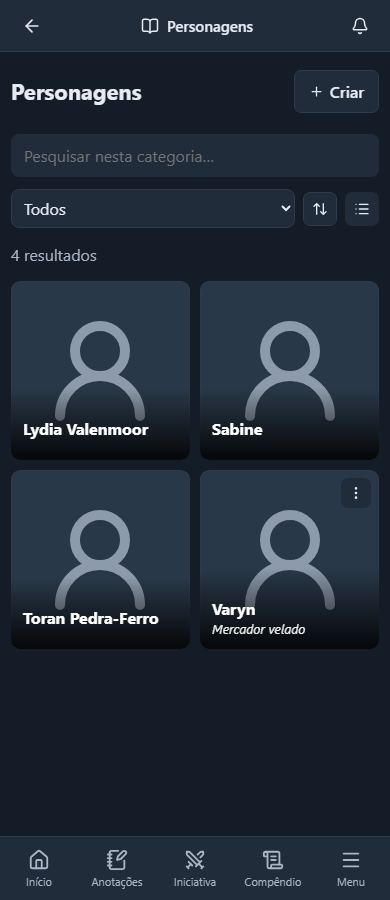 Personagens
Personagens
+ Criar
Pesquisar nesta categoria...
Todos
4 resultados
Lydia Valenmoor
Sabine
Toran Pedra-Ferro
Varyn
Mercador velado
Início
Anotações
Iniciativa
Compêndio
Menu